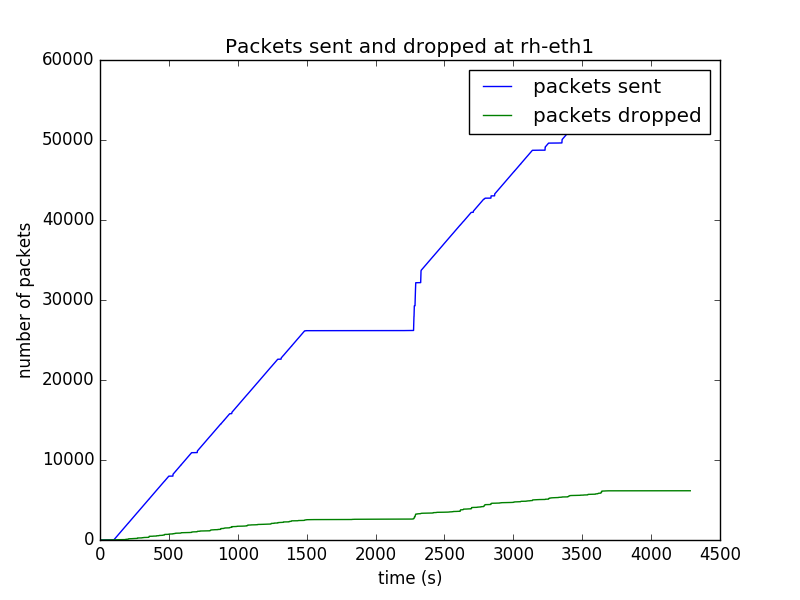 Packets sent and dropped at rh-eth1
60000
50000
40000
30000
20000
10000
0
number of packets
packets sent
packets dropped
0 500 1000 1500 2000 2500 3000 3500 4000 4500
time (s)